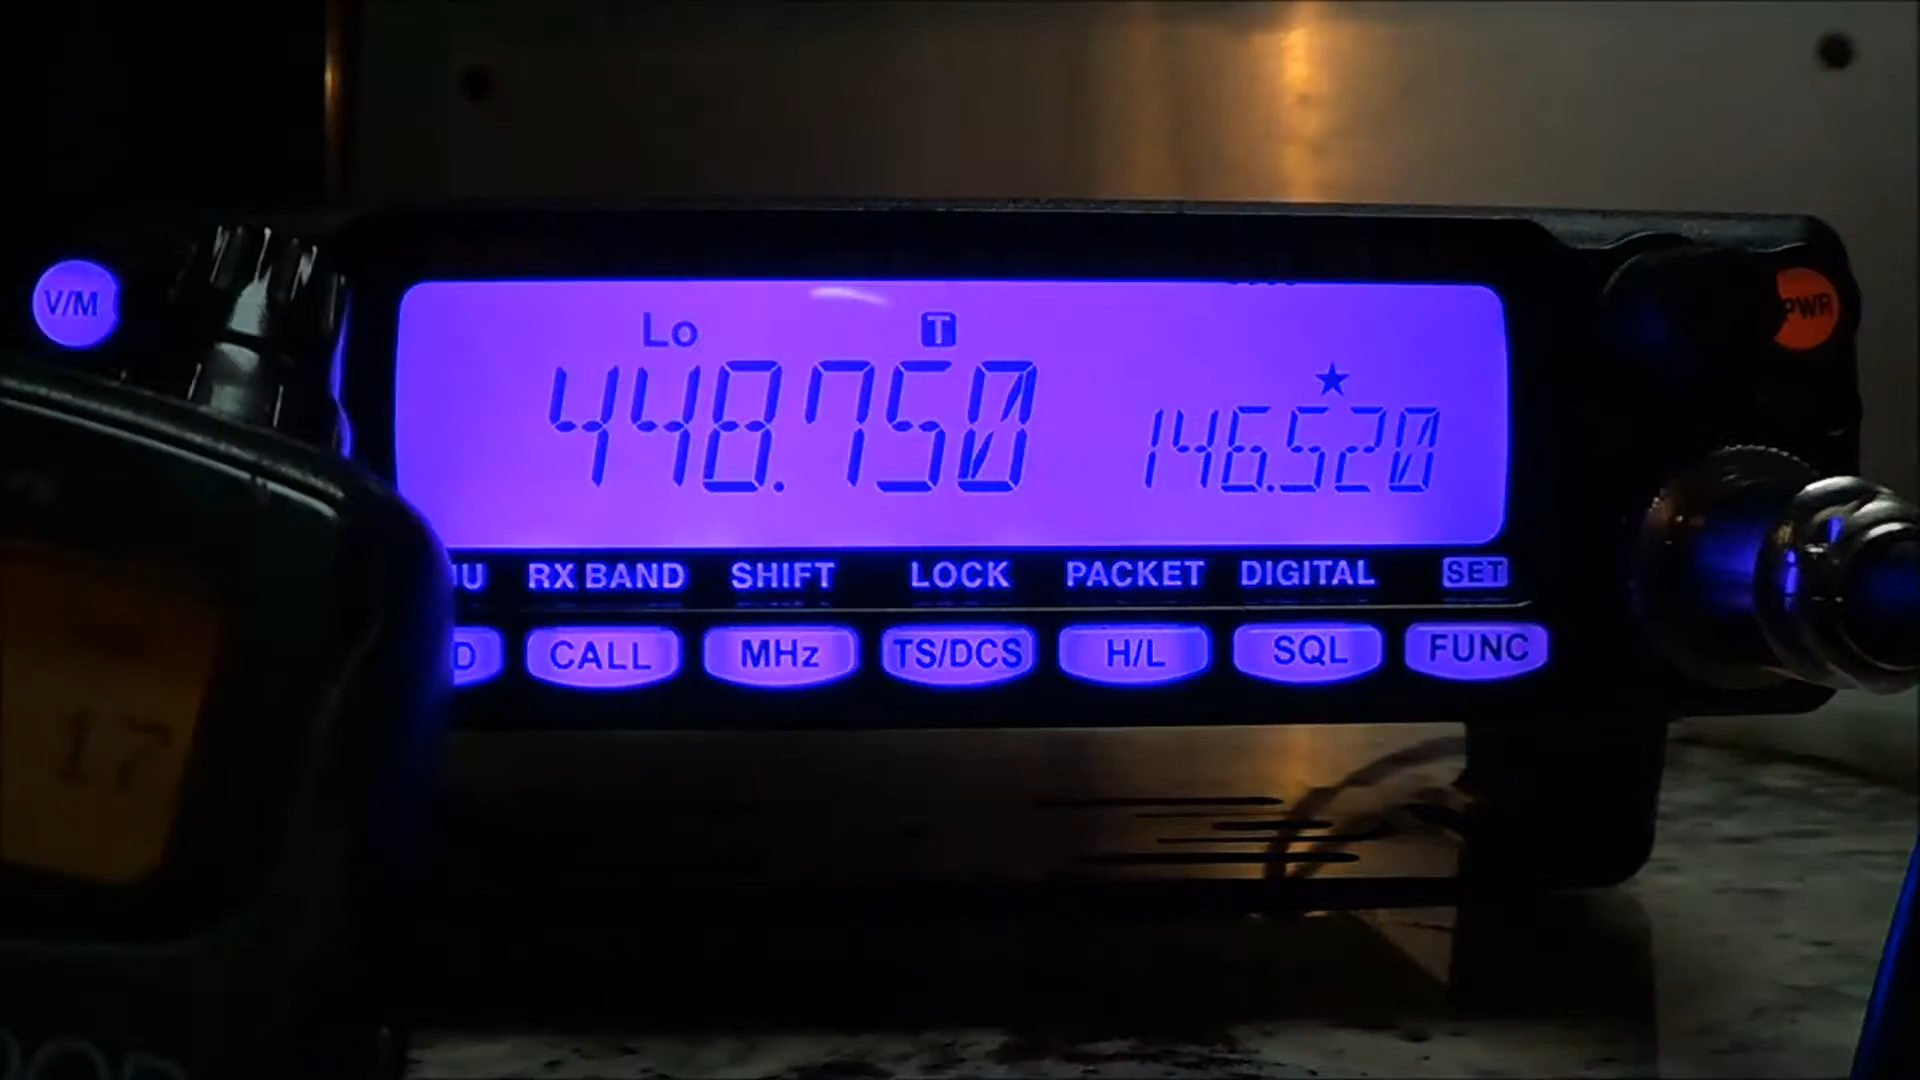 V/M
PWR
Lo T
448.750 146.520
RX BAND SHIFT LOCK PACKET DIGITAL SET
CALL MHz TS/DCS H/L SQL FUNC
17